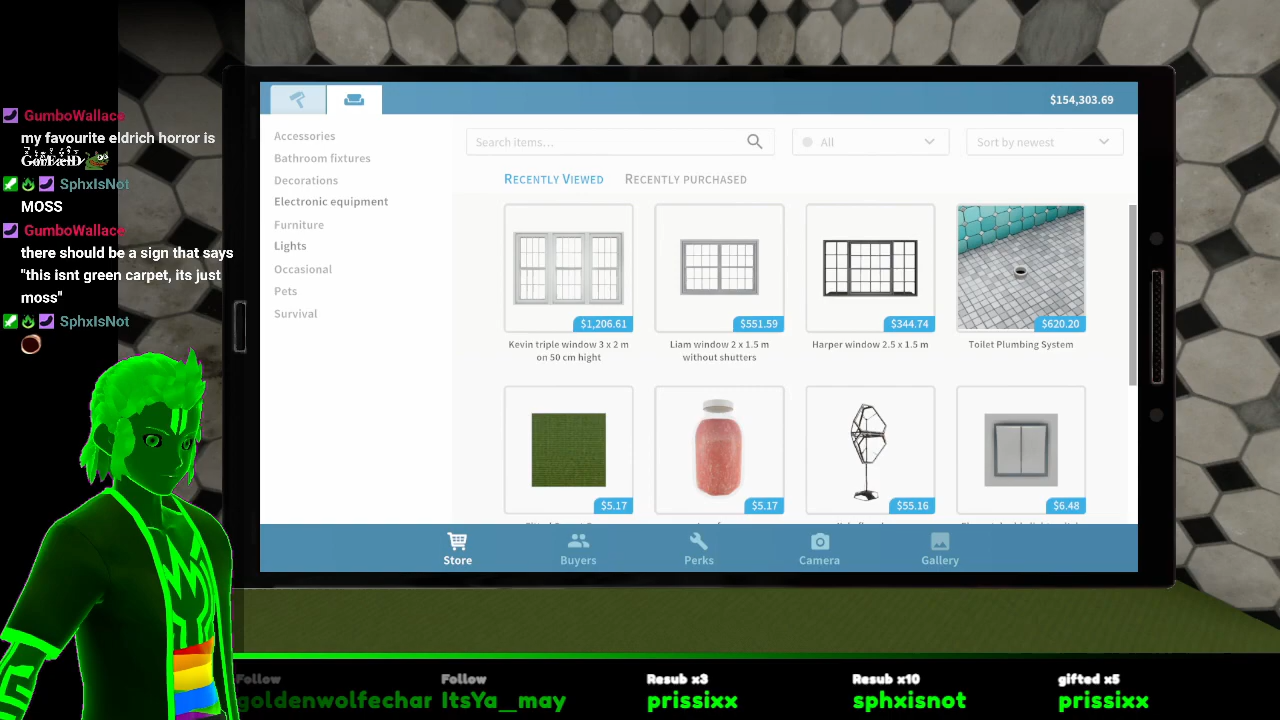 GumboWallace
my favourite eldrich horror is
SphxIsNot
MOSS
GumboWallace
there should be a sign that says
"this isnt green carpet, its just
moss"
SphxIsNot
$154,303.69
Accessories
Bathroom fixtures
Decorations
Electronic equipment
Furniture
Lights
Occasional
Pets
Survival
Search items...
All
Sort by newest
Recently Viewed
Recently purchased
$1,206.61
Kevin triple window 3 x 2 m
on 50 cm hight
$551.59
Liam window 2 x 1.5 m
without shutters
$344.74
Harper window 2.5 x 1.5 m
$620.20
Toilet Plumbing System
$5.17
$5.17
$55.16
$6.48
Store
Buyers
Perks
Camera
Gallery
Follow
goldenwolfechar
Follow
ItsYa__may
Resub x3
prissixx
Resub x10
sphxisnot
gifted x5
prissixx